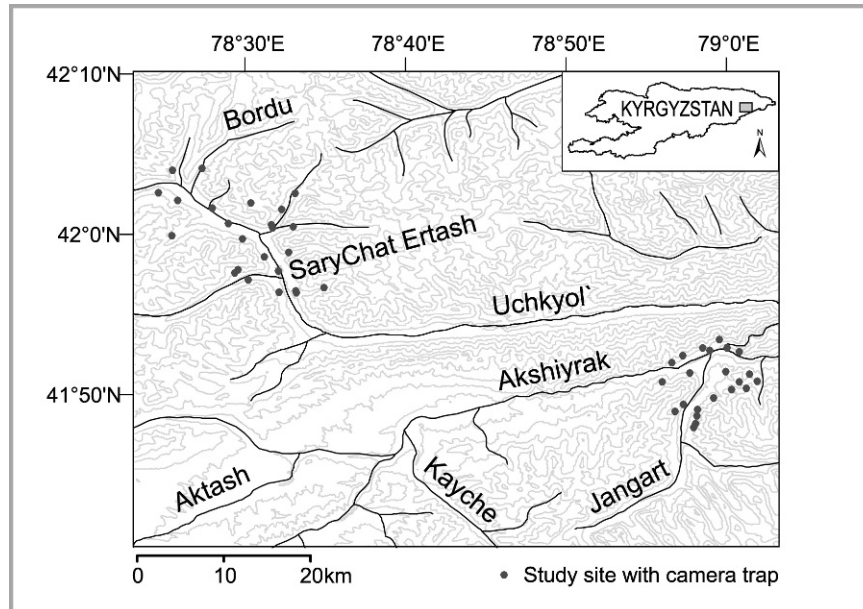 78°30'E 78°40'E 78°50'E 79°0'E
42°10'N
Bordu
KYRGYZSTAN
N
42°0'N
SaryChat Ertash
Uchkyol`
Akshiyrak
41°50'N
Aktash
Kayche
Jangart
0 10 20km
Study site with camera trap